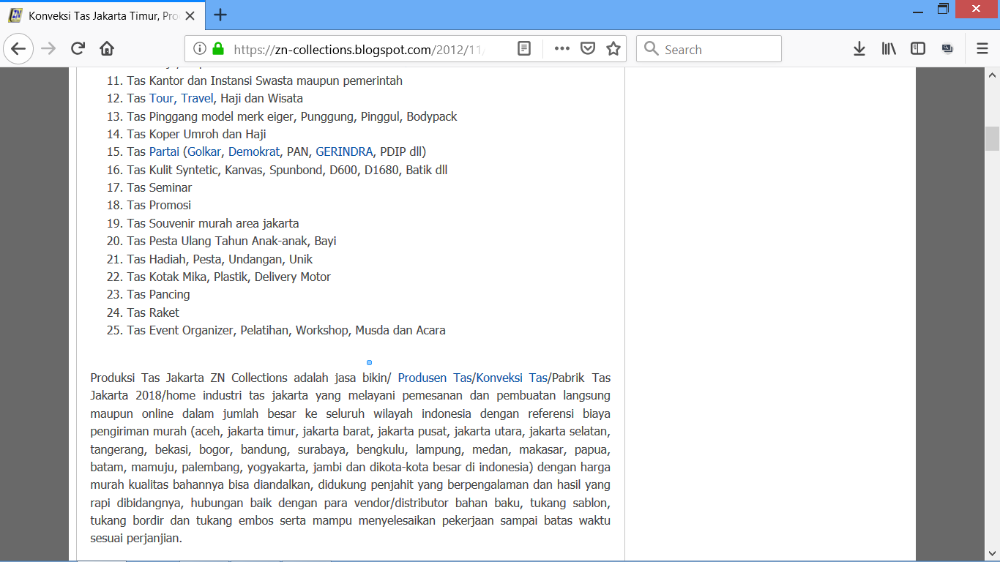 Konveksi Tas Jakarta Timur, Pro
https://zn-collections.blogspot.com/2012/11/
Search
11. Tas Kantor dan Instansi Swasta maupun pemerintah
12. Tas Tour, Travel, Haji dan Wisata
13. Tas Pinggang model merk eiger, Punggung, Pinggul, Bodypack
14. Tas Koper Umroh dan Haji
15. Tas Partai (Golkar, Demokrat, PAN, GERINDRA, PDIP dll)
16. Tas Kulit Syntetic, Kanvas, Spunbond, D600, D1680, Batik dll
17. Tas Seminar
18. Tas Promosi
19. Tas Souvenir murah area jakarta
20. Tas Pesta Ulang Tahun Anak-anak, Bayi
21. Tas Hadiah, Pesta, Undangan, Unik
22. Tas Kotak Mika, Plastik, Delivery Motor
23. Tas Pancing
24. Tas Raket
25. Tas Event Organizer, Pelatihan, Workshop, Musda dan Acara
Produksi Tas Jakarta ZN Collections adalah jasa bikin/ Produsen Tas/Konveksi Tas/Pabrik Tas
Jakarta 2018/home industri tas jakarta yang melayani pemesanan dan pembuatan langsung
maupun online dalam jumlah besar ke seluruh wilayah indonesia dengan referensi biaya
pengiriman murah (aceh, jakarta timur, jakarta barat, jakarta pusat, jakarta utara, jakarta selatan,
tangerang, bekasi, bogor, bandung, surabaya, bengkulu, lampung, medan, makasar, papua,
batam, mamuju, palembang, yogyakarta, jambi dan dikota-kota besar di indonesia) dengan harga
murah kualitas bahannya bisa diandalkan, didukung penjahit yang berpengalaman dan hasil yang
rapi dibidangnya, hubungan baik dengan para vendor/distributor bahan baku, tukang sablon,
tukang bordir dan tukang embos serta mampu menyelesaikan pekerjaan sampai batas waktu
sesuai perjanjian.